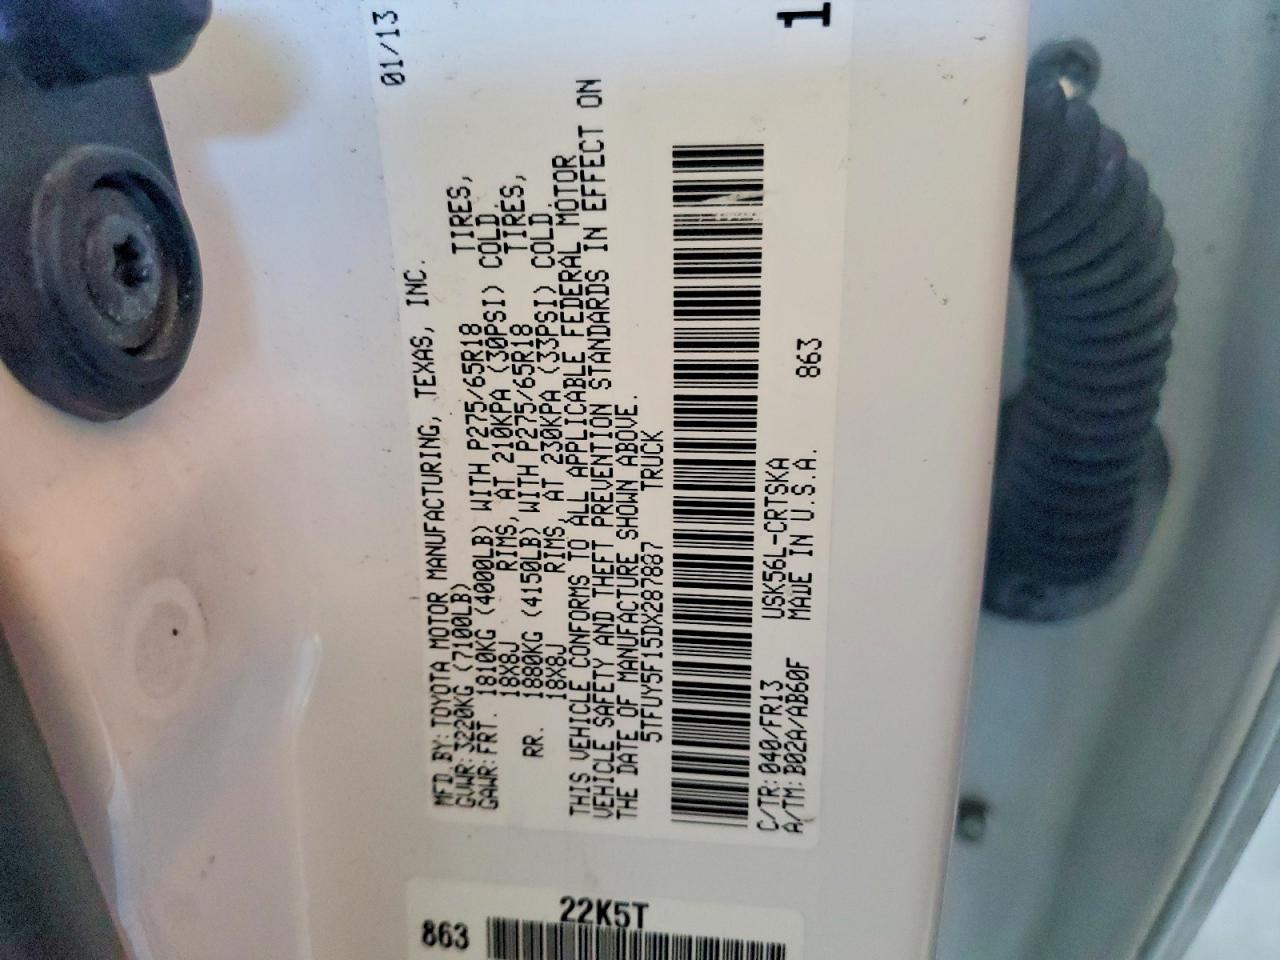 MFD.BY:TOYOTA MOTOR MANUFACTURING, TEXAS, INC. 01/13
GVWR:3220KG (7100LB)
GAWR:FRT. 1810KG (4000LB) WITH P275/65R18 TIRES,
18X8J RIMS, AT 210KPA (30PSI) COLD.
RR. 1880KG (4150LB) WITH P275/65R18 TIRES,
18X8J RIMS, AT 230KPA (33PSI) COLD.
THIS VEHICLE CONFORMS TO ALL APPLICABLE FEDERAL MOTOR
VEHICLE SAFETY AND THEFT PREVENTION STANDARDS IN EFFECT ON
THE DATE OF MANUFACTURE SHOWN ABOVE.
5TFUY5F15DX287887 TRUCK
C/TR:040/FR13 USK56L-CRTSKA
A/TM:B02A/AB60F MADE IN U.S.A. 863 1
22K5T
863